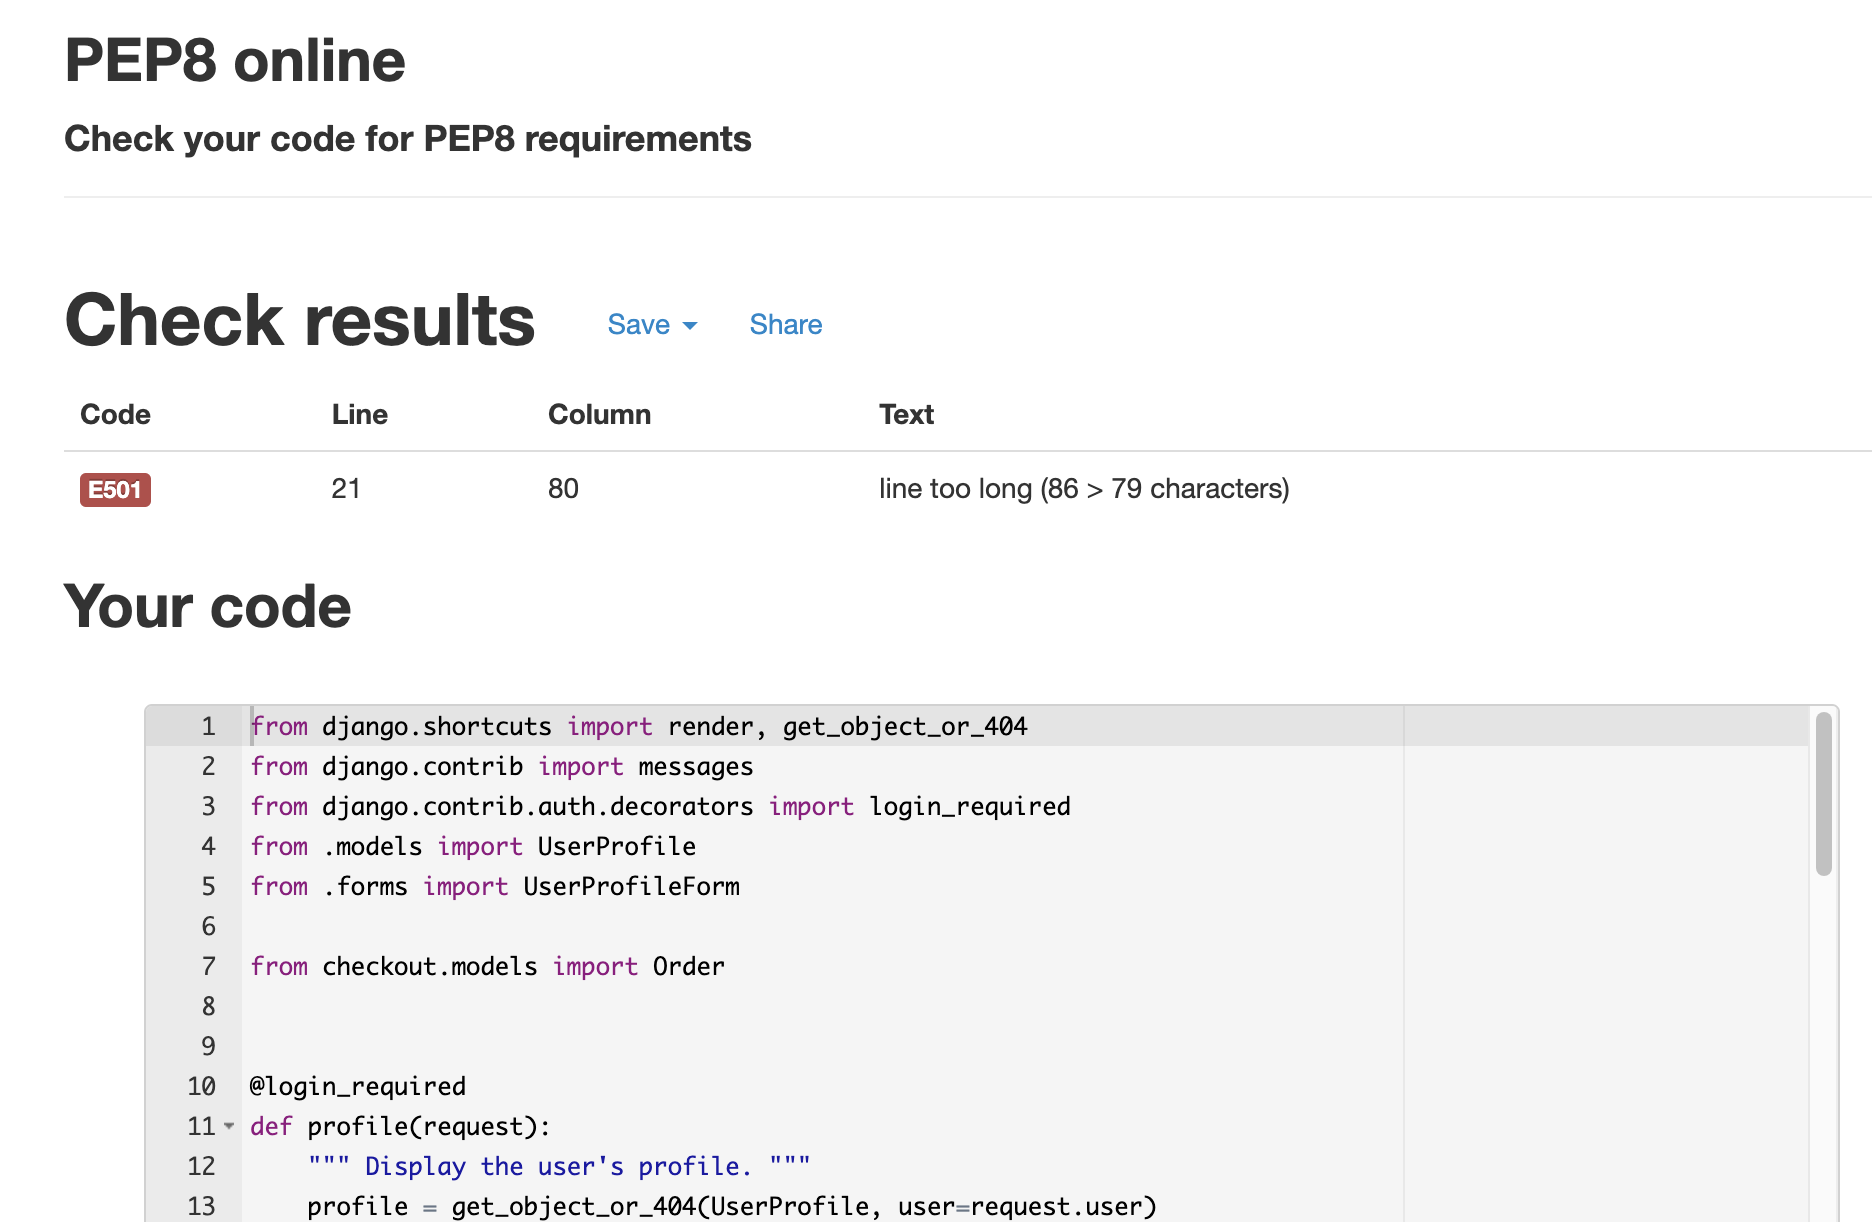 PEP8 online
Check your code for PEP8 requirements
Check results Save Share
Code Line Column Text
E501 21 80 line too long (86 > 79 characters)
Your code
1 from django.shortcuts import render, get_object_or_404
2 from django.contrib import messages
3 from django.contrib.auth.decorators import login_required
4 from .models import UserProfile
5 from .forms import UserProfileForm
6
7 from checkout.models import Order
8
9
10 @login_required
11 def profile(request):
12     """ Display the user's profile. """
13     profile = get_object_or_404(UserProfile, user=request.user)